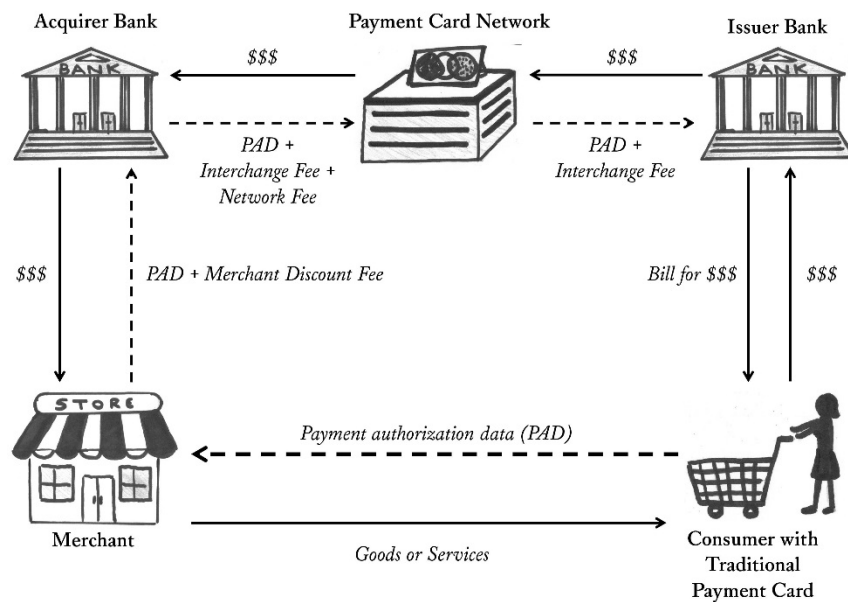 Acquirer Bank
Payment Card Network
Issuer Bank
BANK
$$$
$$$
BANK
PAD +
Interchange Fee +
Network Fee
PAD +
Interchange Fee
$$$
PAD + Merchant Discount Fee
Bill for $$$
$$$
STORE
Payment authorization data (PAD)
Merchant
Goods or Services
Consumer with
Traditional
Payment Card